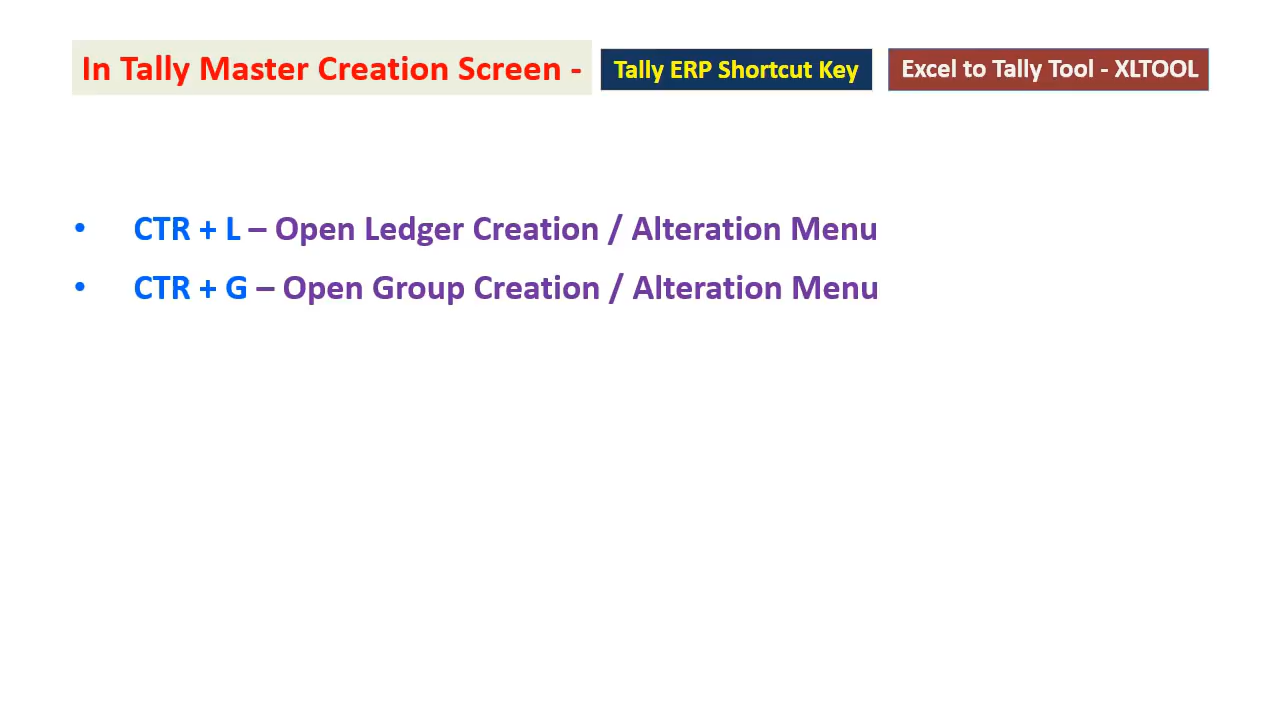 In Tally Master Creation Screen - Tally ERP Shortcut Key Excel to Tally Tool - XLTOOL
• CTR + L – Open Ledger Creation / Alteration Menu
• CTR + G – Open Group Creation / Alteration Menu